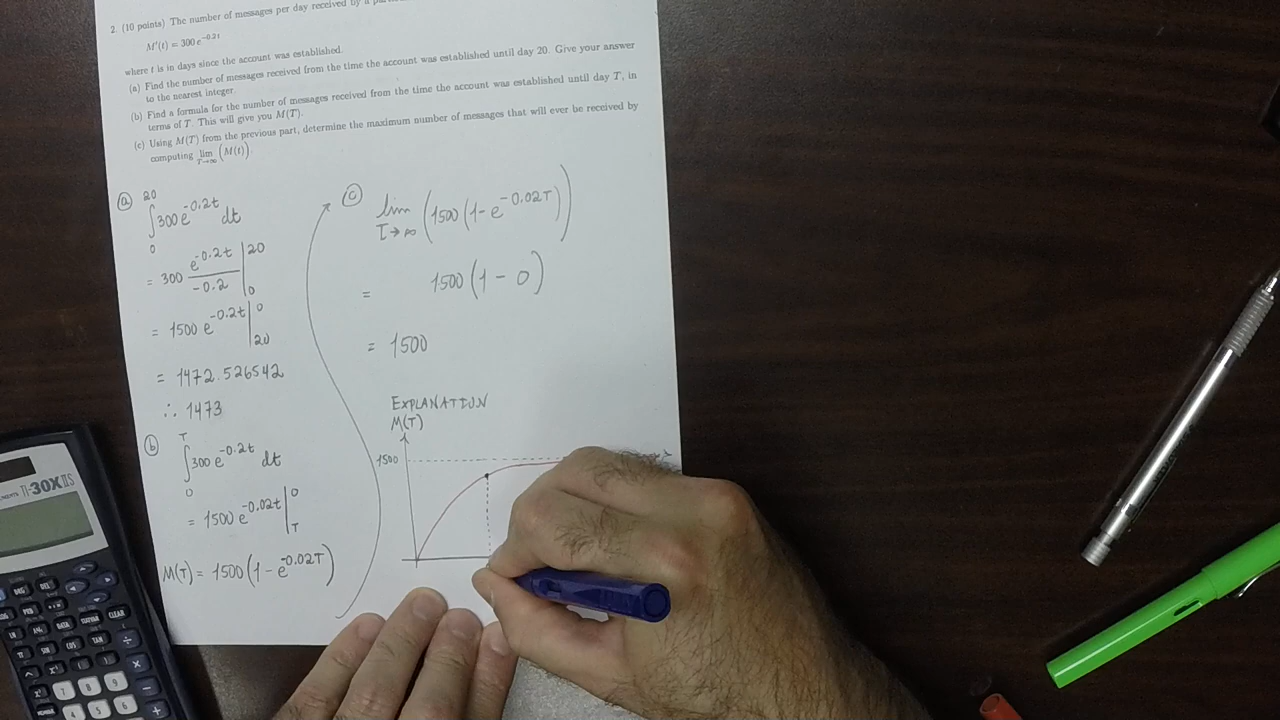 2. (10 points) The number of messages per day received by a
M'(t) = 300 e^{-0.2t}
where t is in days since the account was established.
(a) Find the number of messages received from the time the account was established until day 20. Give your answer
to the nearest integer.
(b) Find a formula for the number of messages received from the time the account was established until day T, in
terms of T. This will give you M(T).
(c) Using M(T) from the previous part, determine the maximum number of messages that will ever be received by
computing lim_{T→∞} (M(t)).
(a) ∫_0^{20} 300 e^{-0.2t} dt
= 300 e^{-0.2t} / -0.2 |_0^{20}
= 1500 e^{-0.2t} |_{20}^0
= 1472.526542
∴ 1473
(b) ∫_0^T 300 e^{-0.2t} dt
= 1500 e^{-0.02t} |_T^0
M(T) = 1500 (1 - e^{-0.02T})
(c) lim_{T→∞} (1500 (1 - e^{-0.02T}))
= 1500 (1 - 0)
= 1500
EXPLANATION
M(T)
1500
TI-30X IIS
CLEAR